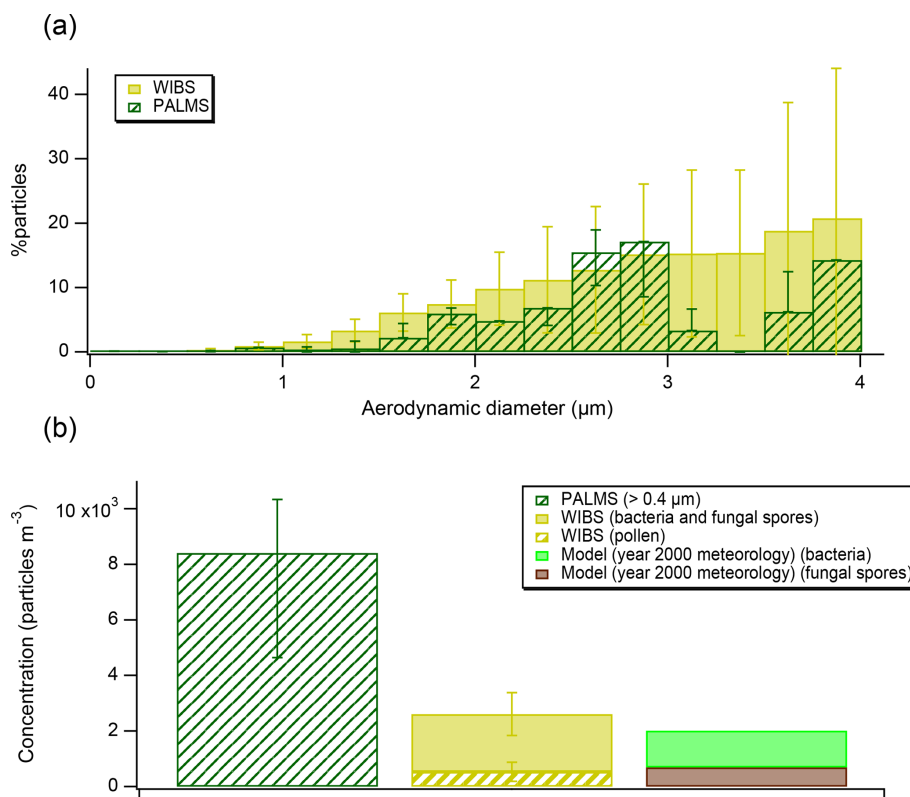 (a)
WIBS
PALMS
40
30
20
10
0
%particles
0 1 2 3 4
Aerodynamic diameter (µm)
(b)
10 x10³
8
6
4
2
0
Concentration (particles m⁻³)
PALMS (> 0.4 µm)
WIBS (bacteria and fungal spores)
WIBS (pollen)
Model (year 2000 meteorology) (bacteria)
Model (year 2000 meteorology) (fungal spores)